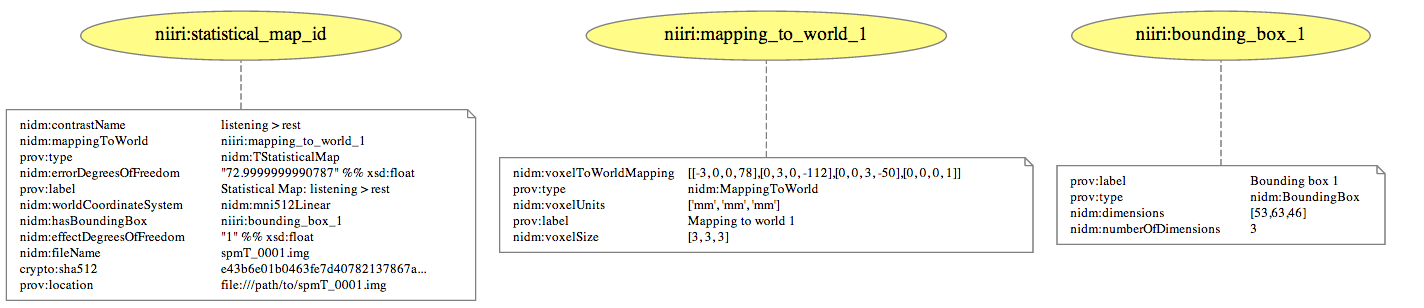 niiri:statistical_map_id
nidm:contrastName listening > rest
nidm:mappingToWorld niiri:mapping_to_world_1
prov:type nidm:TStatisticalMap
nidm:errorDegreesOfFreedom "72.9999999990787" %% xsd:float
prov:label Statistical Map: listening > rest
nidm:worldCoordinateSystem nidm:mni512Linear
nidm:hasBoundingBox niiri:bounding_box_1
nidm:effectDegreesOfFreedom "1" %% xsd:float
nidm:fileName spmT_0001.img
crypto:sha512 e43b6e01b0463fe7d40782137867a...
prov:location file:///path/to/spmT_0001.img
niiri:mapping_to_world_1
nidm:voxelToWorldMapping [[-3, 0, 0, 78],[0, 3, 0, -112],[0, 0, 3, -50],[0, 0, 0, 1]]
prov:type nidm:MappingToWorld
nidm:voxelUnits ['mm', 'mm', 'mm']
prov:label Mapping to world 1
nidm:voxelSize [3, 3, 3]
niiri:bounding_box_1
prov:label Bounding box 1
prov:type nidm:BoundingBox
nidm:dimensions [53,63,46]
nidm:numberOfDimensions 3